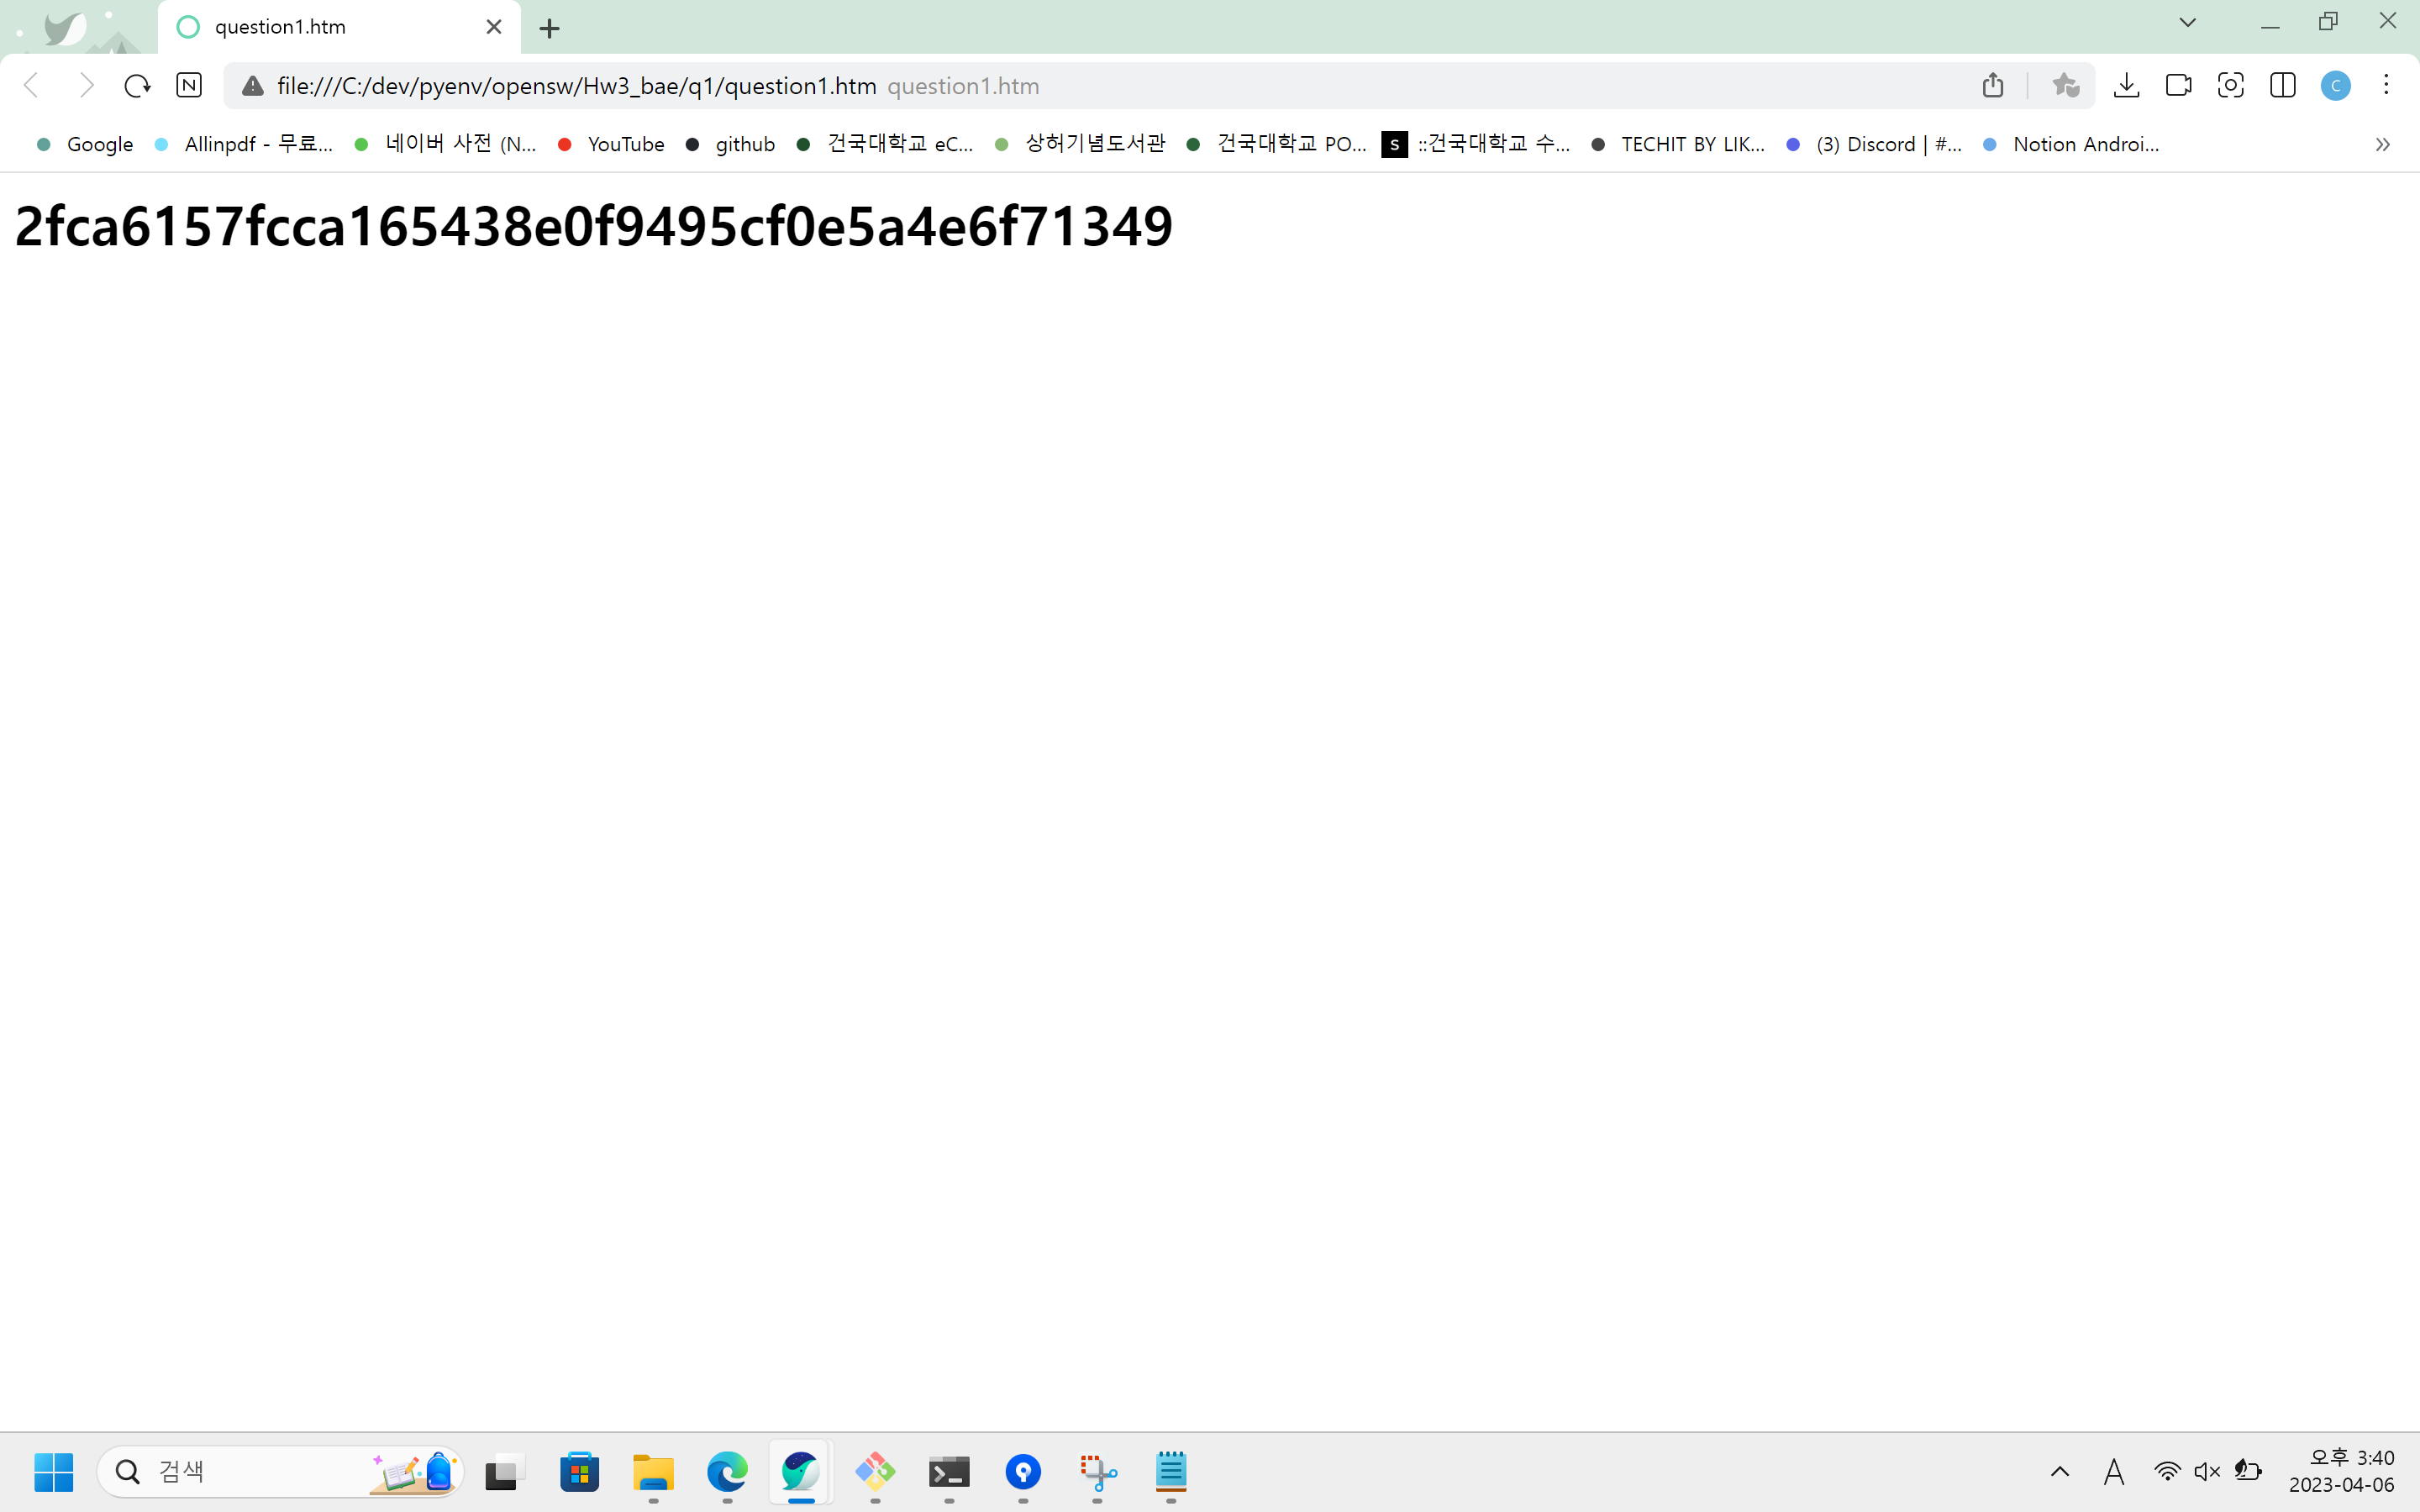 question1.htm
file:///C:/dev/pyenv/opensw/Hw3_bae/q1/question1.htm question1.htm
C
Google
Allinpdf - 무료...
네이버 사전 (N...
YouTube
github
건국대학교 eC...
상허기념도서관
건국대학교 PO...
S ::건국대학교 수...
TECHIT BY LIK...
(3) Discord | #...
Notion Androi...
2fca6157fcca165438e0f9495cf0e5a4e6f71349
검색
A
오후 3:40
2023-04-06